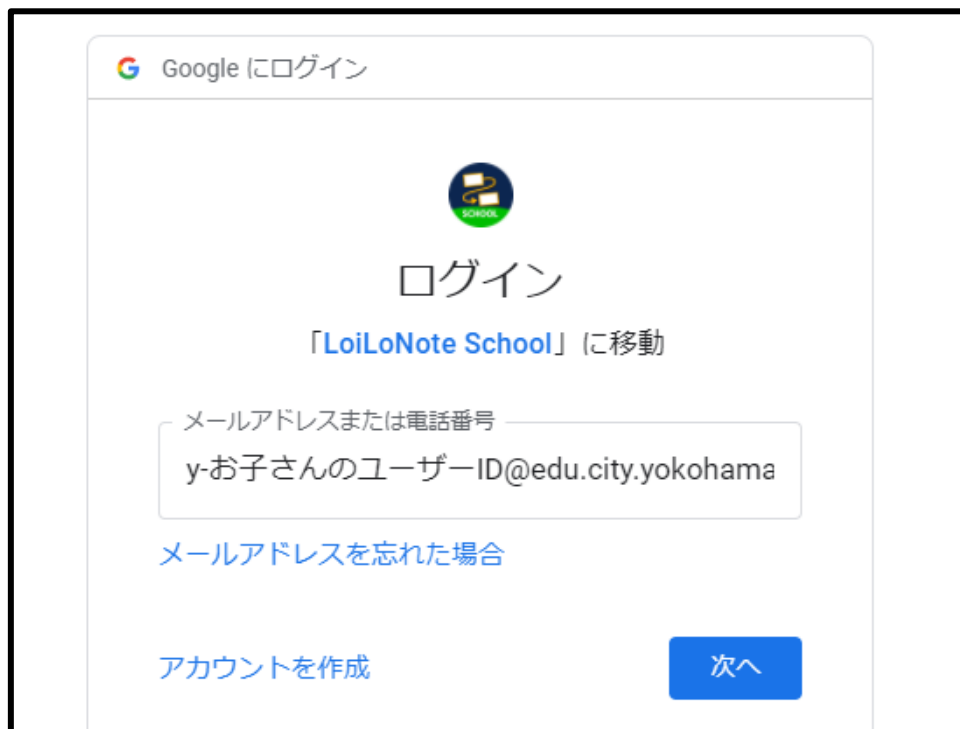 Google にログイン
SCHOOL
ログイン
「LoiLoNote School」に移動
メールアドレスまたは電話番号
y-お子さんのユーザーID@edu.city.yokohama
メールアドレスを忘れた場合
アカウントを作成
次へ